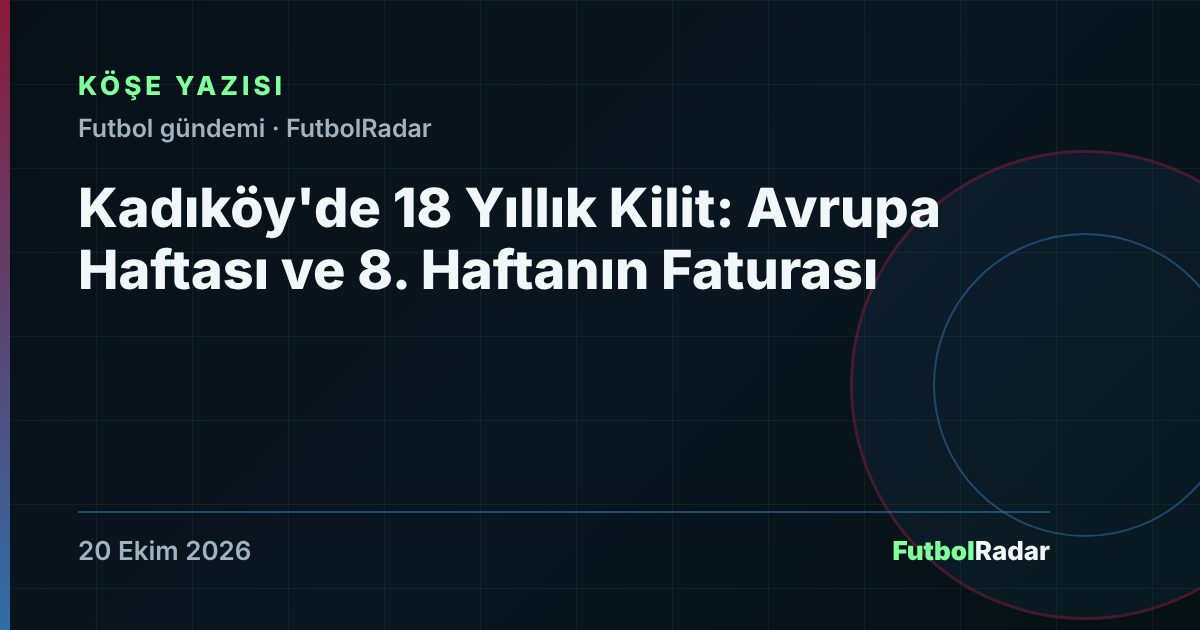 KÖŞE YAZISI
Futbol gündemi · FutbolRadar
Kadıköy'de 18 Yıllık Kilit: Avrupa
Haftası ve 8. Haftanın Faturası
20 Ekim 2026
FutbolRadar